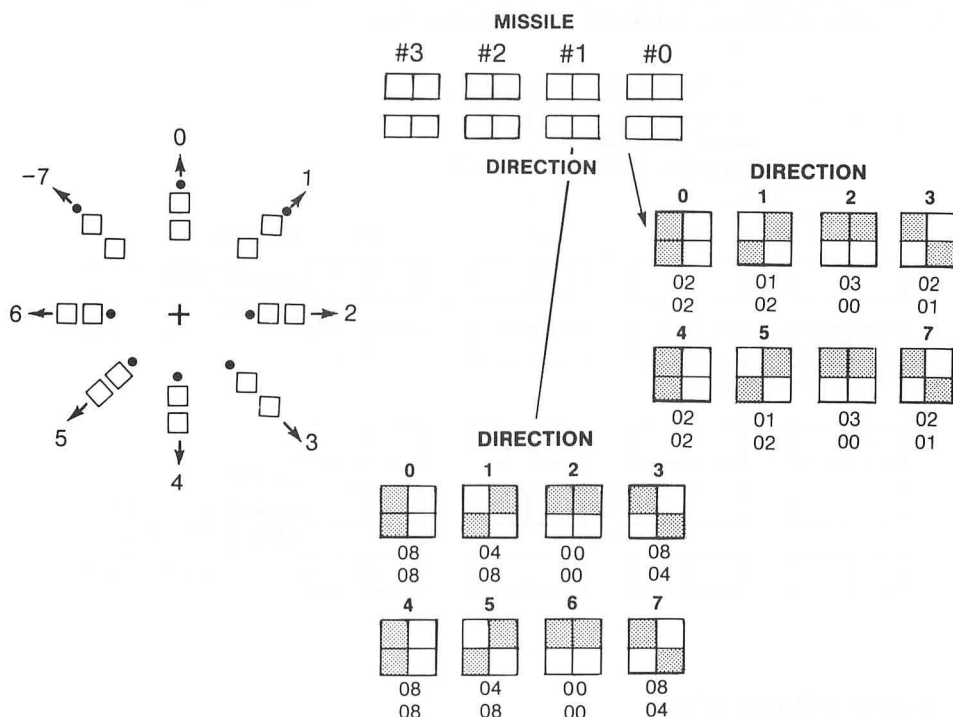 MISSILE
#3 #2 #1 #0
DIRECTION
0
1
2
3
4
5
6
−7
DIRECTION
0 1 2 3
02 01 03 02
02 02 00 01
4 5 7
02 01 03 02
02 02 00 01
DIRECTION
0 1 2 3
08 04 00 08
08 08 00 04
4 5 6 7
08 04 00 08
08 08 00 04